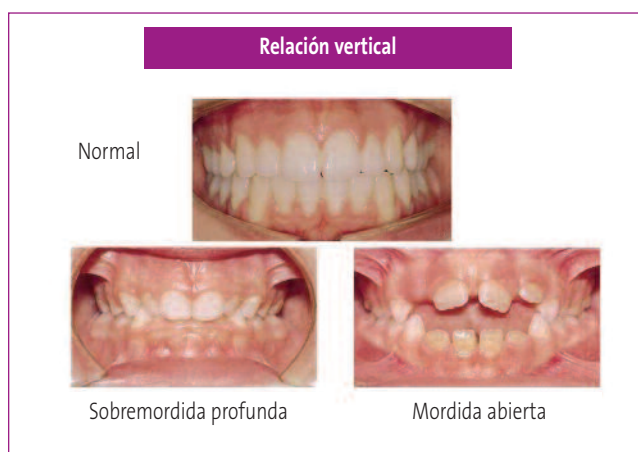 Relación vertical
Normal
Sobremordida profunda
Mordida abierta